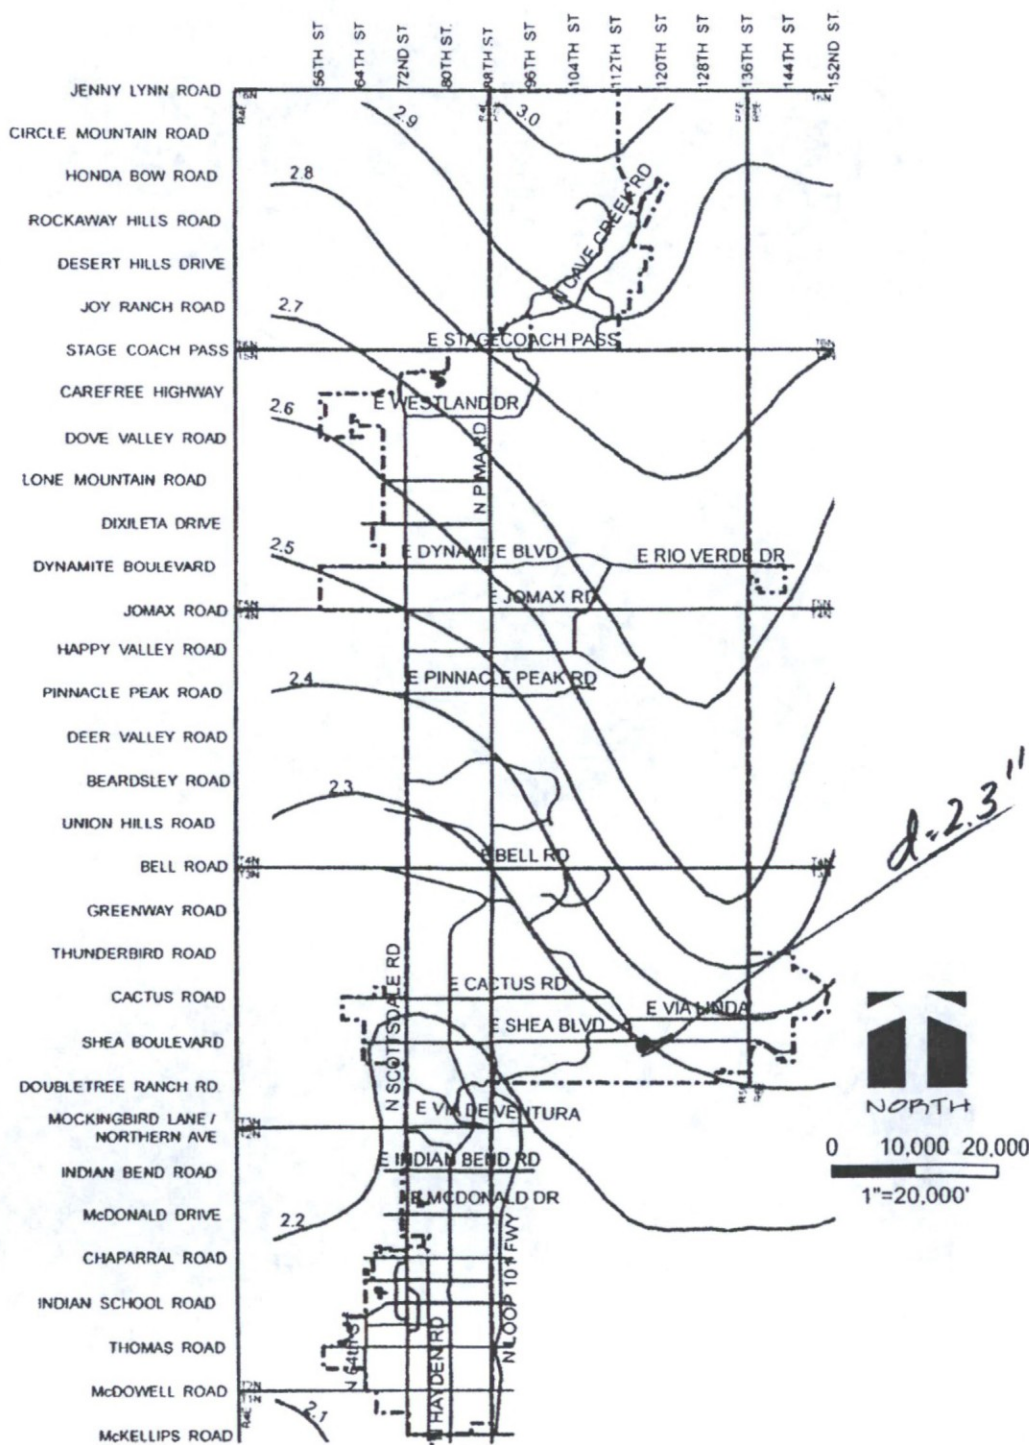 56TH ST
64TH ST
72ND ST
80TH ST.
88TH ST
96TH ST.
104TH ST
112TH ST
120TH ST
128TH ST
136TH ST
144TH ST.
152ND ST.
JENNY LYNN ROAD
CIRCLE MOUNTAIN ROAD
2.9
3.0
HONDA BOW ROAD
2.8
ROCKAWAY HILLS ROAD
N CAVE CREEK RD
DESERT HILLS DRIVE
JOY RANCH ROAD
2.7
E STAGECOACH PASS
STAGE COACH PASS
CAREFREE HIGHWAY
2.6
E WESTLAND DR
DOVE VALLEY ROAD
N PIMA RD
LONE MOUNTAIN ROAD
DIXILETA DRIVE
2.5
E DYNAMITE BLVD
E RIO VERDE DR
DYNAMITE BOULEVARD
E JOMAX RD
JOMAX ROAD
HAPPY VALLEY ROAD
2.4
E PINNACLE PEAK RD
PINNACLE PEAK ROAD
DEER VALLEY ROAD
BEARDSLEY ROAD
2.3
d=2.3"
UNION HILLS ROAD
E BELL RD
BELL ROAD
GREENWAY ROAD
THUNDERBIRD ROAD
N SCOTTSDALE RD
E CACTUS RD
CACTUS ROAD
E VIA LINDA
E SHEA BLVD
SHEA BOULEVARD
DOUBLETREE RANCH RD.
NORTH
E VIA DE VENTURA
MOCKINGBIRD LANE /
NORTHERN AVE
0 10,000 20,000
E INDIAN BEND RD
INDIAN BEND ROAD
1"=20,000'
E MCDONALD DR
McDONALD DRIVE
2.2
CHAPARRAL ROAD
N LOOP 101 FWY
INDIAN SCHOOL ROAD
THOMAS ROAD
N 64TH ST
N HAYDEN RD
McDOWELL ROAD
2.1
McKELLIPS ROAD